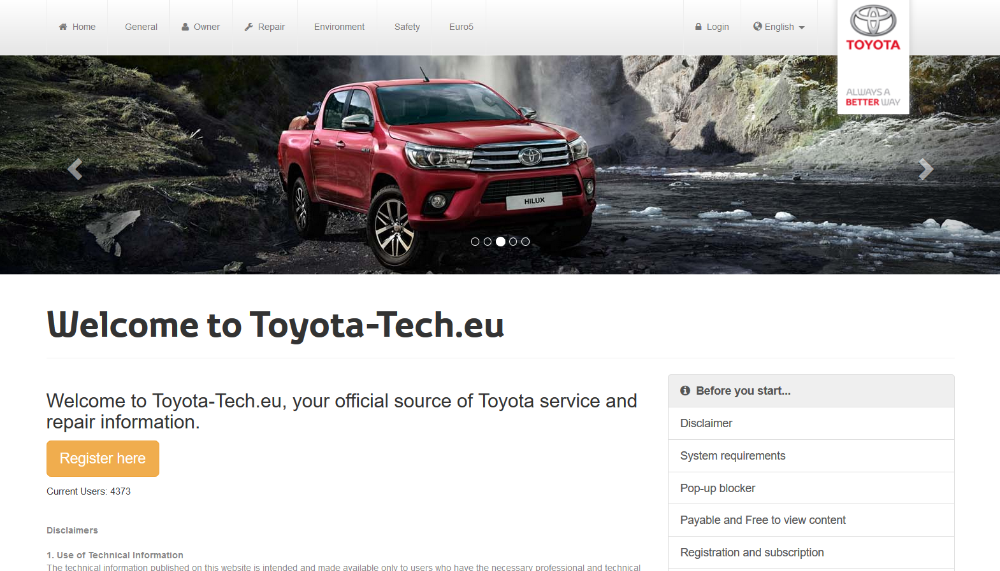 Home General Owner Repair Environment Safety Euro5 Login English
TOYOTA
ALWAYS A
BETTER WAY
HILUX
Welcome to Toyota-Tech.eu
Welcome to Toyota-Tech.eu, your official source of Toyota service and
repair information.
Register here
Current Users: 4373
Disclaimers
1. Use of Technical Information
The technical information published on this website is intended and made available only to users who have the necessary professional and technical
Before you start...
Disclaimer
System requirements
Pop-up blocker
Payable and Free to view content
Registration and subscription